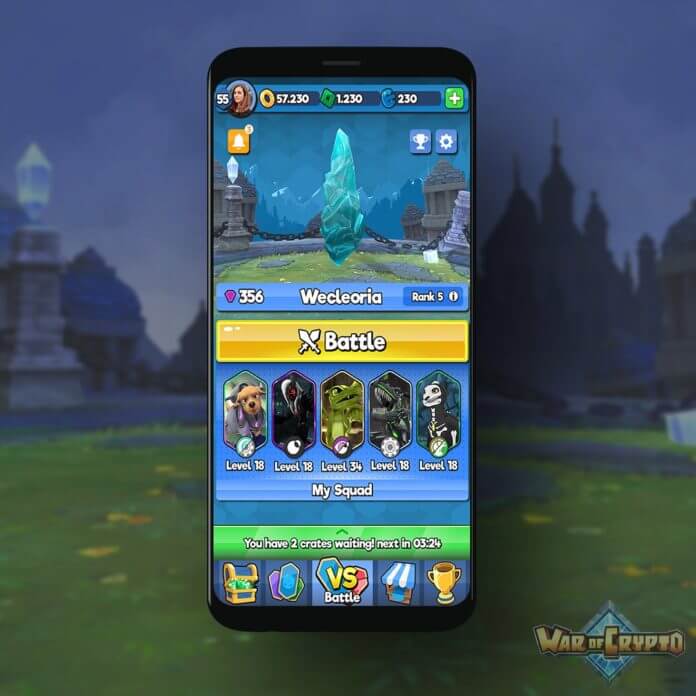 55 57.230 1.230 230
3
356 Wecleoria Rank 5 i
Battle
Level 18 Level 18 Level 34 Level 18 Level 18
My Squad
You have 2 crates waiting! next in 03:24
VS
Battle
WAR OF CRYPTO